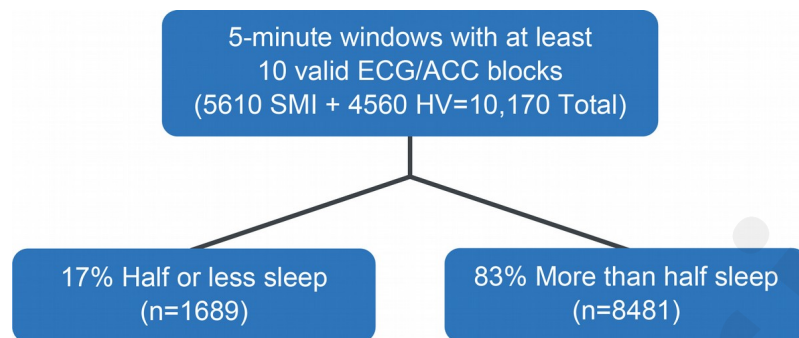 5-minute windows with at least
10 valid ECG/ACC blocks
(5610 SMI + 4560 HV=10,170 Total)
17% Half or less sleep
(n=1689)
83% More than half sleep
(n=8481)